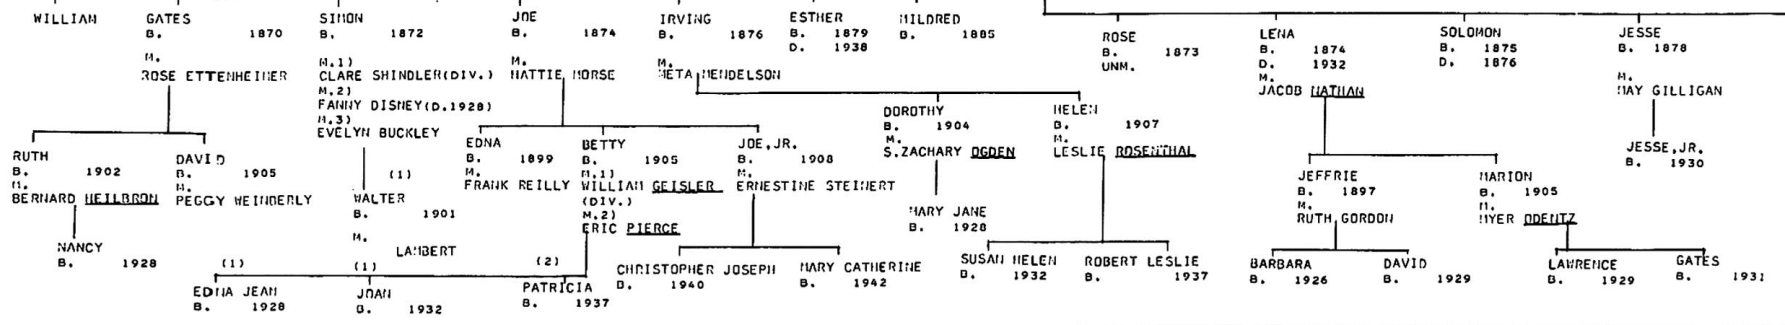 WILLIAN
GATES
B. 1870
M.
ROSE ETTENHEIMER
SIMON
B. 1872
M.1)
CLARE SHINDLER(DIV.)
M.2)
FANNY DISNEY(D.1928)
M.3)
EVELYN BUCKLEY
JOE
B. 1874
M.
HATTIE MORSE
IRVING
B. 1876
M.
META MENDELSON
ESTHER
B. 1879
D. 1938
MILDRED
B. 1885
ROSE
B. 1873
UNM.
LENA
B. 1874
D. 1932
M.
JACOB NATHAN
SOLOMON
B. 1875
D. 1876
JESSE
B. 1878
M.
MAY GILLIGAN
RUTH
B. 1902
M.
BERNARD HEILBRON
DAVID
B. 1905
M.
PEGGY WEINDERLY
(1)
WALTER
B. 1901
M.
LAMBERT
EDNA
B. 1899
M.
FRANK REILLY
BETTY
B. 1905
M.1)
WILLIAM GEISLER
(DIV.)
M.2)
ERIC PIERCE
JOE,JR.
B. 1908
M.
ERNESTINE STEINERT
DOROTHY
B. 1904
M.
S.ZACHARY OGDEN
HELEN
B. 1907
M.
LESLIE ROSENTHAL
JEFFRIE
B. 1897
M.
RUTH GORDON
MARION
B. 1905
M.
MYER ODENTZ
JESSE,JR.
B. 1930
NANCY
B. 1928
(1)
EDNA JEAN
B. 1928
(1)
JOAN
B. 1932
(2)
PATRICIA
B. 1937
CHRISTOPHER JOSEPH
B. 1940
MARY CATHERINE
B. 1942
MARY JANE
B. 1928
SUSAN HELEN
B. 1932
ROBERT LESLIE
B. 1937
BARBARA
B. 1926
DAVID
B. 1929
LAWRENCE
B. 1929
GATES
B. 1931